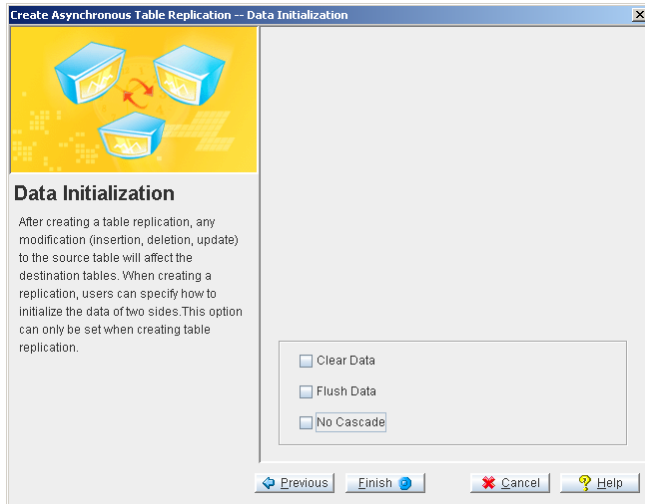 Create Asynchronous Table Replication -- Data Initialization
Data Initialization
After creating a table replication, any
modification (insertion, deletion, update)
to the source table will affect the
destination tables. When creating a
replication, users can specify how to
initialize the data of two sides.This option
can only be set when creating table
replication.
Clear Data
Flush Data
No Cascade
Previous Finish Cancel Help